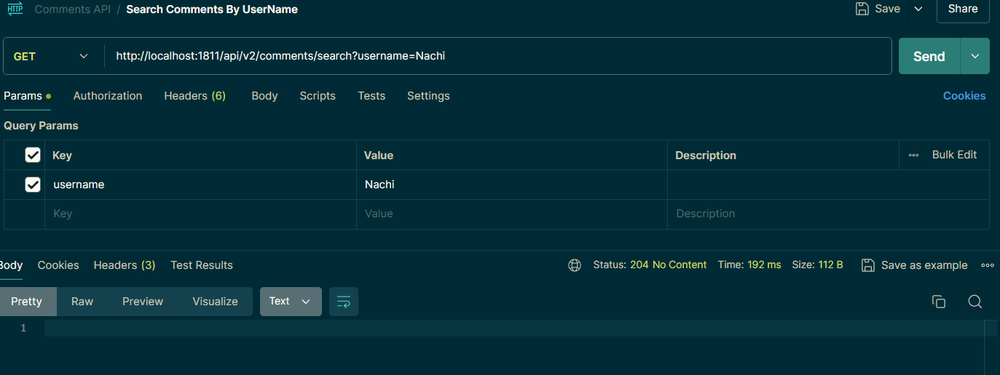 HTTP Comments API / Search Comments By UserName Save Share
GET http://localhost:1811/api/v2/comments/search?username=Nachi Send
Params Authorization Headers (6) Body Scripts Tests Settings Cookies
Query Params
Key Value Description Bulk Edit
username Nachi
Key Value Description
Body Cookies Headers (3) Test Results Status: 204 No Content Time: 192 ms Size: 112 B Save as example
Pretty Raw Preview Visualize Text
1